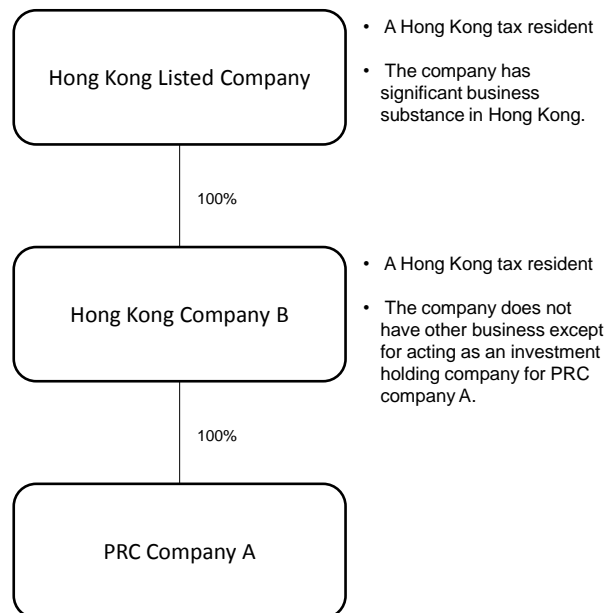 Hong Kong Listed Company
• A Hong Kong tax resident
• The company has
significant business
substance in Hong Kong.
100%
Hong Kong Company B
• A Hong Kong tax resident
• The company does not
have other business except
for acting as an investment
holding company for PRC
company A.
100%
PRC Company A